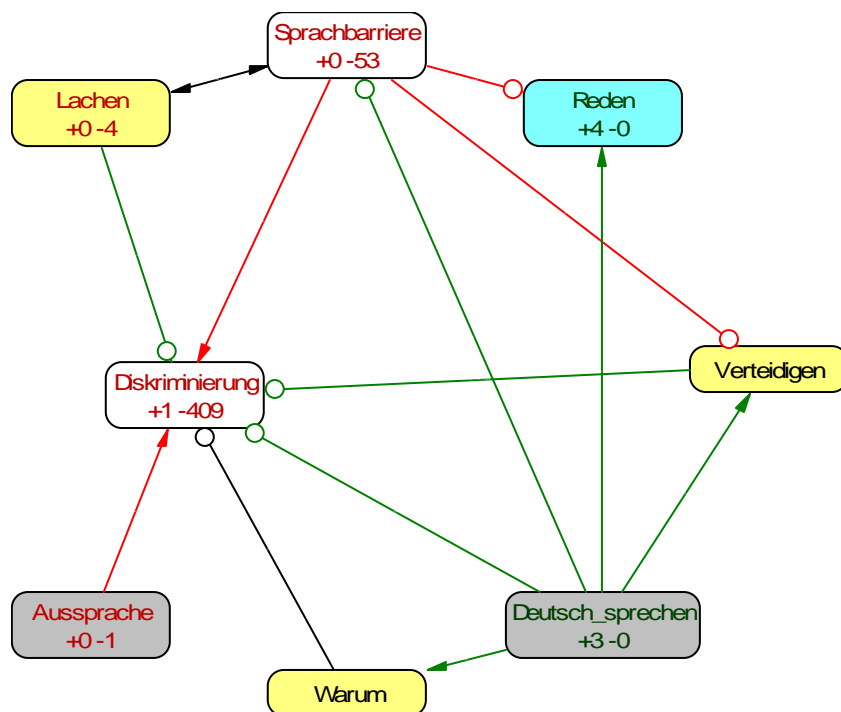 Sprachbarriere
+0 -53
Lachen
+0 -4
Reden
+4 -0
Diskriminierung
+1 -409
Verteidigen
Aussprache
+0 -1
Deutsch_sprechen
+3 -0
Warum